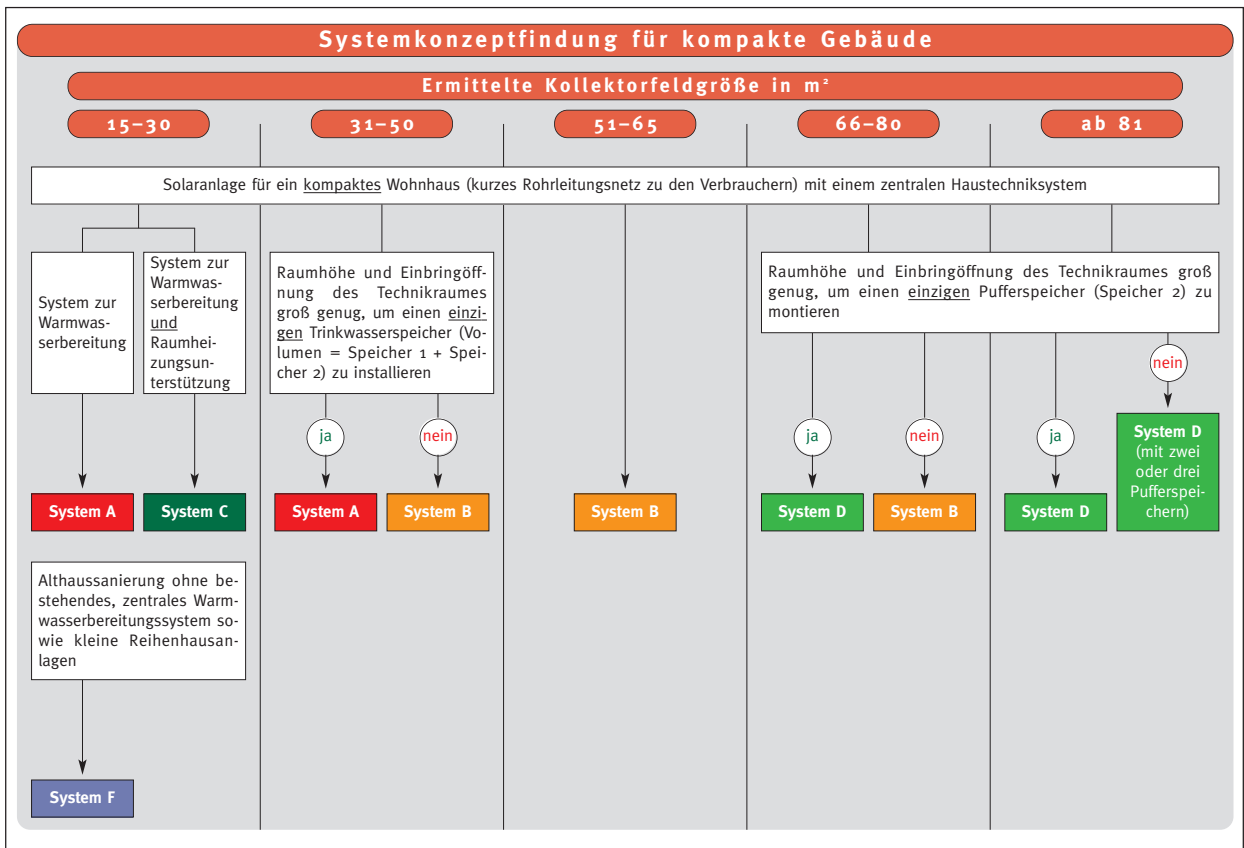 Systemkonzeptfindung für kompakte Gebäude
Ermittelte Kollektorfeldgröße in m²
15–30
31–50
51–65
66–80
ab 81
Solaranlage für ein kompaktes Wohnhaus (kurzes Rohrleitungsnetz zu den Verbrauchern) mit einem zentralen Haustechniksystem
System zur
Warmwas-
serbereitung
System zur
Warmwas-
serbereitung
und
Raumhei-
zungsun-
terstützung
Raumhöhe und Einbringöff-
nung des Technikraumes
groß genug, um einen einzi-
gen Trinkwasserspeicher (Vo-
lumen = Speicher 1 + Spei-
cher 2) zu installieren
Raumhöhe und Einbringöffnung des Technikraumes groß
genug, um einen einzigen Pufferspeicher (Speicher 2) zu
montieren
nein
ja
nein
ja
nein
ja
System D
(mit zwei
oder drei
Pufferspei-
chern)
System A
System C
System A
System B
System B
System D
System B
System D
Althaussanierung ohne be-
stehendes, zentrales Warm-
wasserbereitungssystem so-
wie kleine Reihenhausan-
lagen
System F